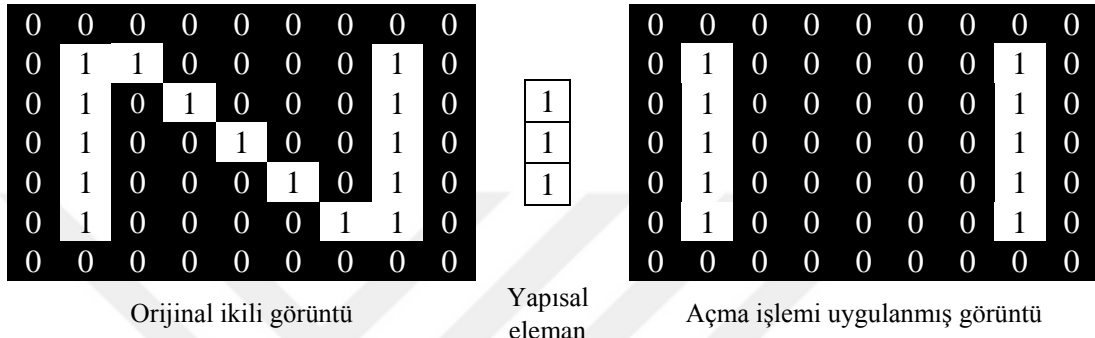 0 0 0 0 0 0 0 0 0
0 1 1 0 0 0 0 1 0
0 1 0 1 0 0 0 1 0
0 1 0 0 1 0 0 1 0
0 1 0 0 0 1 0 1 0
0 1 0 0 0 0 1 1 0
0 0 0 0 0 0 0 0 0
Orijinal ikili görüntü
1
1
1
Yapısal
eleman
0 0 0 0 0 0 0 0 0
0 1 0 0 0 0 0 1 0
0 1 0 0 0 0 0 1 0
0 1 0 0 0 0 0 1 0
0 1 0 0 0 0 0 1 0
0 1 0 0 0 0 0 1 0
0 0 0 0 0 0 0 0 0
Açma işlemi uygulanmış görüntü